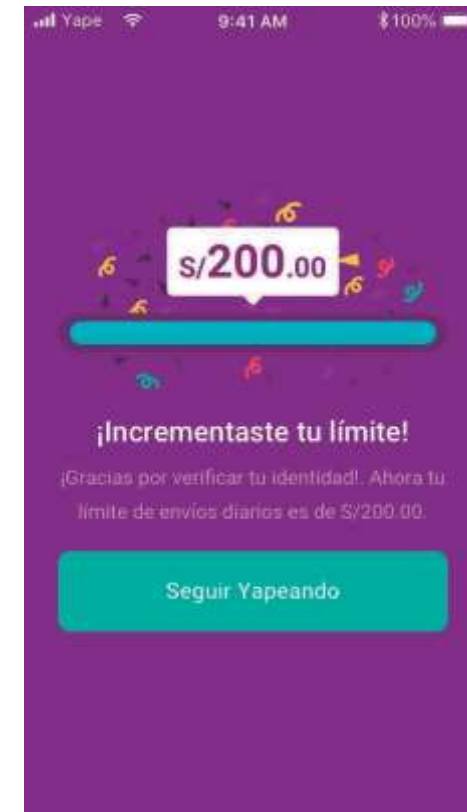 Yape 9:41 AM 100%
S/200.00
¡Incrementaste tu límite!
¡Gracias por verificar tu identidad!. Ahora tu
límite de envíos diarios es de S/200.00.
Seguir Yapeando